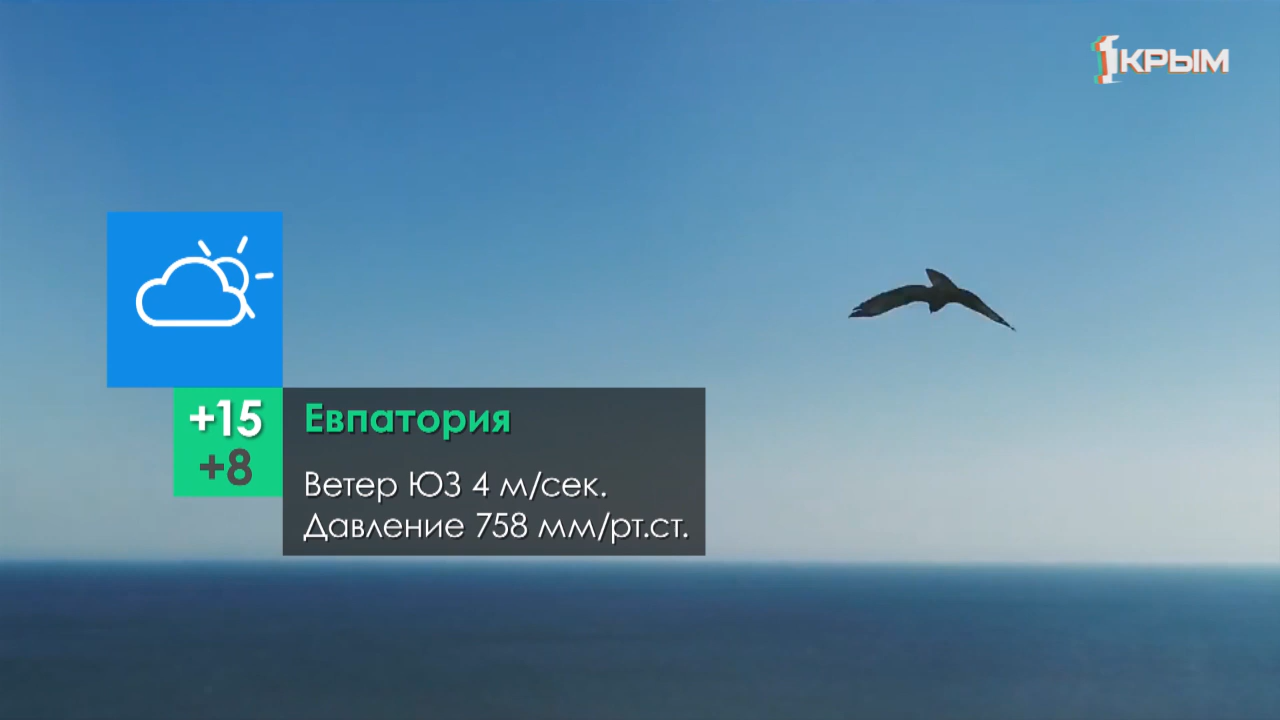 1КРЫМ
+15
+8
Евпатория
Ветер ЮЗ 4 м/сек.
Давление 758 мм/рт.ст.